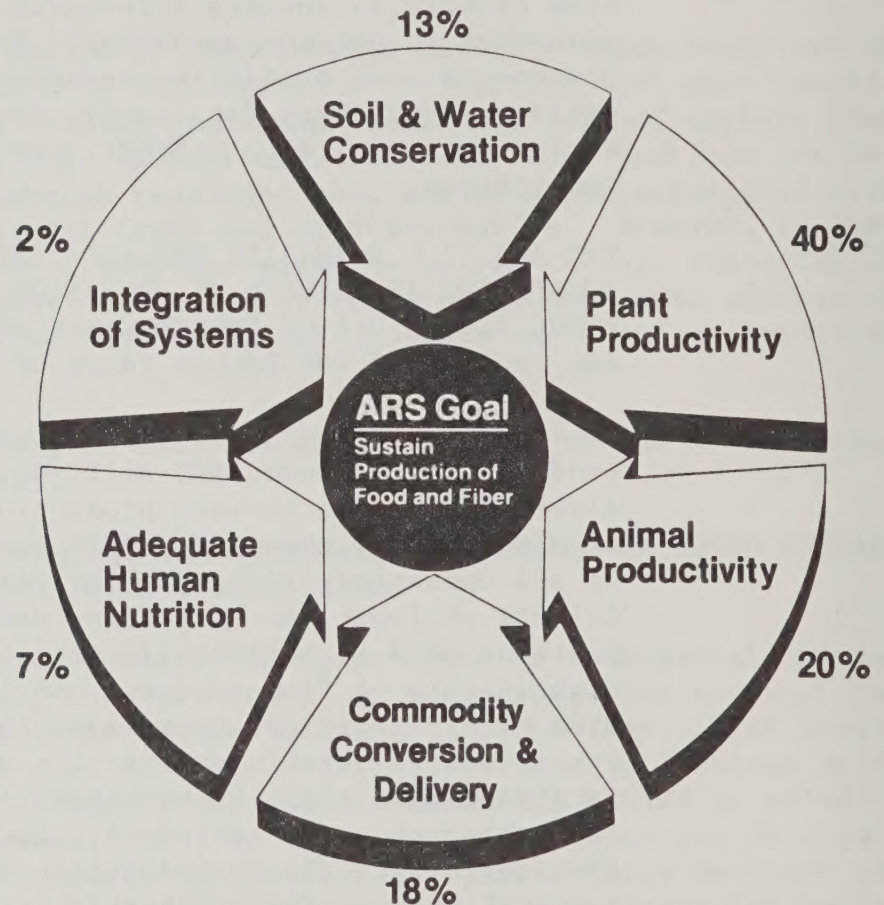 13%
Soil & Water
Conservation
40%
Plant
Productivity
2%
Integration
of Systems
ARS Goal
Sustain
Production of
Food and Fiber
Animal
Productivity
20%
Adequate
Human
Nutrition
7%
Commodity
Conversion &
Delivery
18%